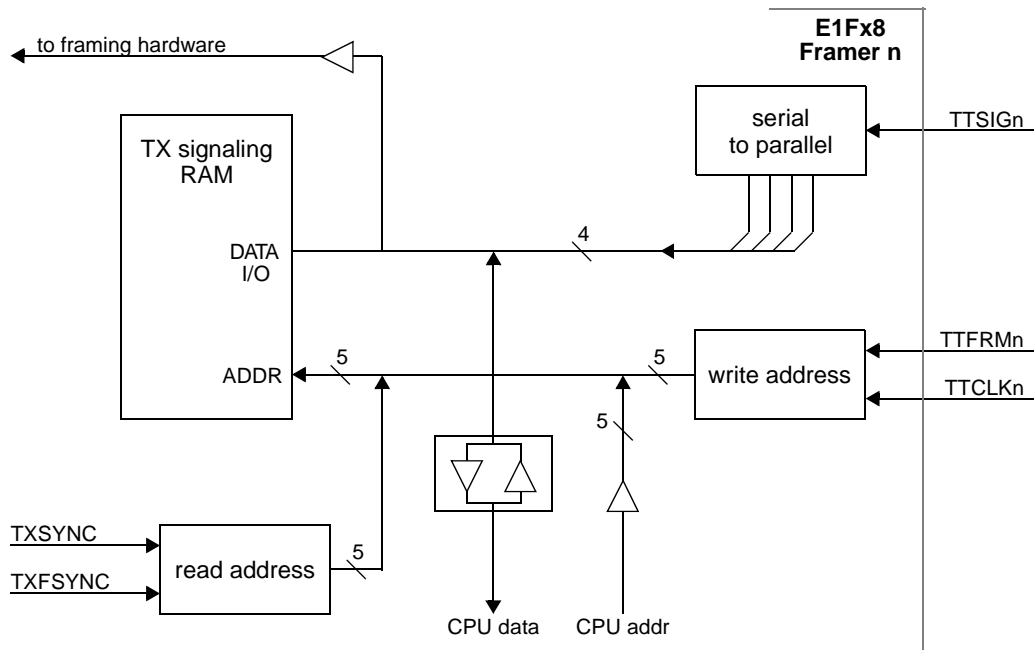 E1Fx8
Framer n
to framing hardware
TX signaling
RAM
serial
to parallel
TTSIGn
4
DATA
I/O
TTFRMn
5
5
ADDR
write address
TTCLKn
5
TXSYNC
5
read address
TXFSYNC
CPU data
CPU addr